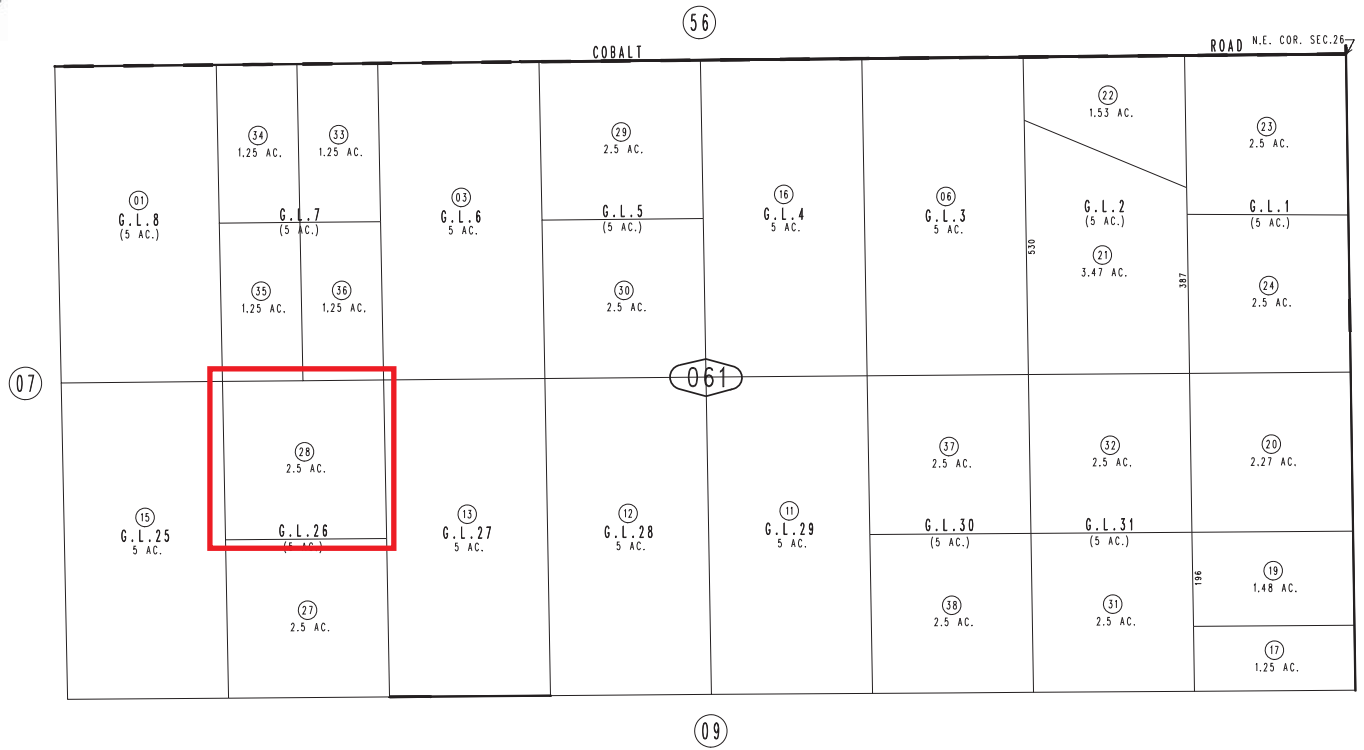 56
COBALT
ROAD
N.E. COR. SEC.26
34
1.25 AC.
33
1.25 AC.
29
2.5 AC.
22
1.53 AC.
23
2.5 AC.
01
G.L.8
(5 AC.)
G.L.7
(5 AC.)
03
G.L.6
5 AC.
G.L.5
(5 AC.)
16
G.L.4
5 AC.
06
G.L.3
5 AC.
G.L.2
(5 AC.)
G.L.1
(5 AC.)
530
21
3.47 AC.
387
35
1.25 AC.
36
1.25 AC.
30
2.5 AC.
24
2.5 AC.
07
061
28
2.5 AC.
37
2.5 AC.
32
2.5 AC.
20
2.27 AC.
15
G.L.25
5 AC.
G.L.26
(5 AC.)
13
G.L.27
5 AC.
12
G.L.28
5 AC.
11
G.L.29
5 AC.
G.L.30
(5 AC.)
G.L.31
(5 AC.)
196
19
1.48 AC.
27
2.5 AC.
38
2.5 AC.
31
2.5 AC.
17
1.25 AC.
09